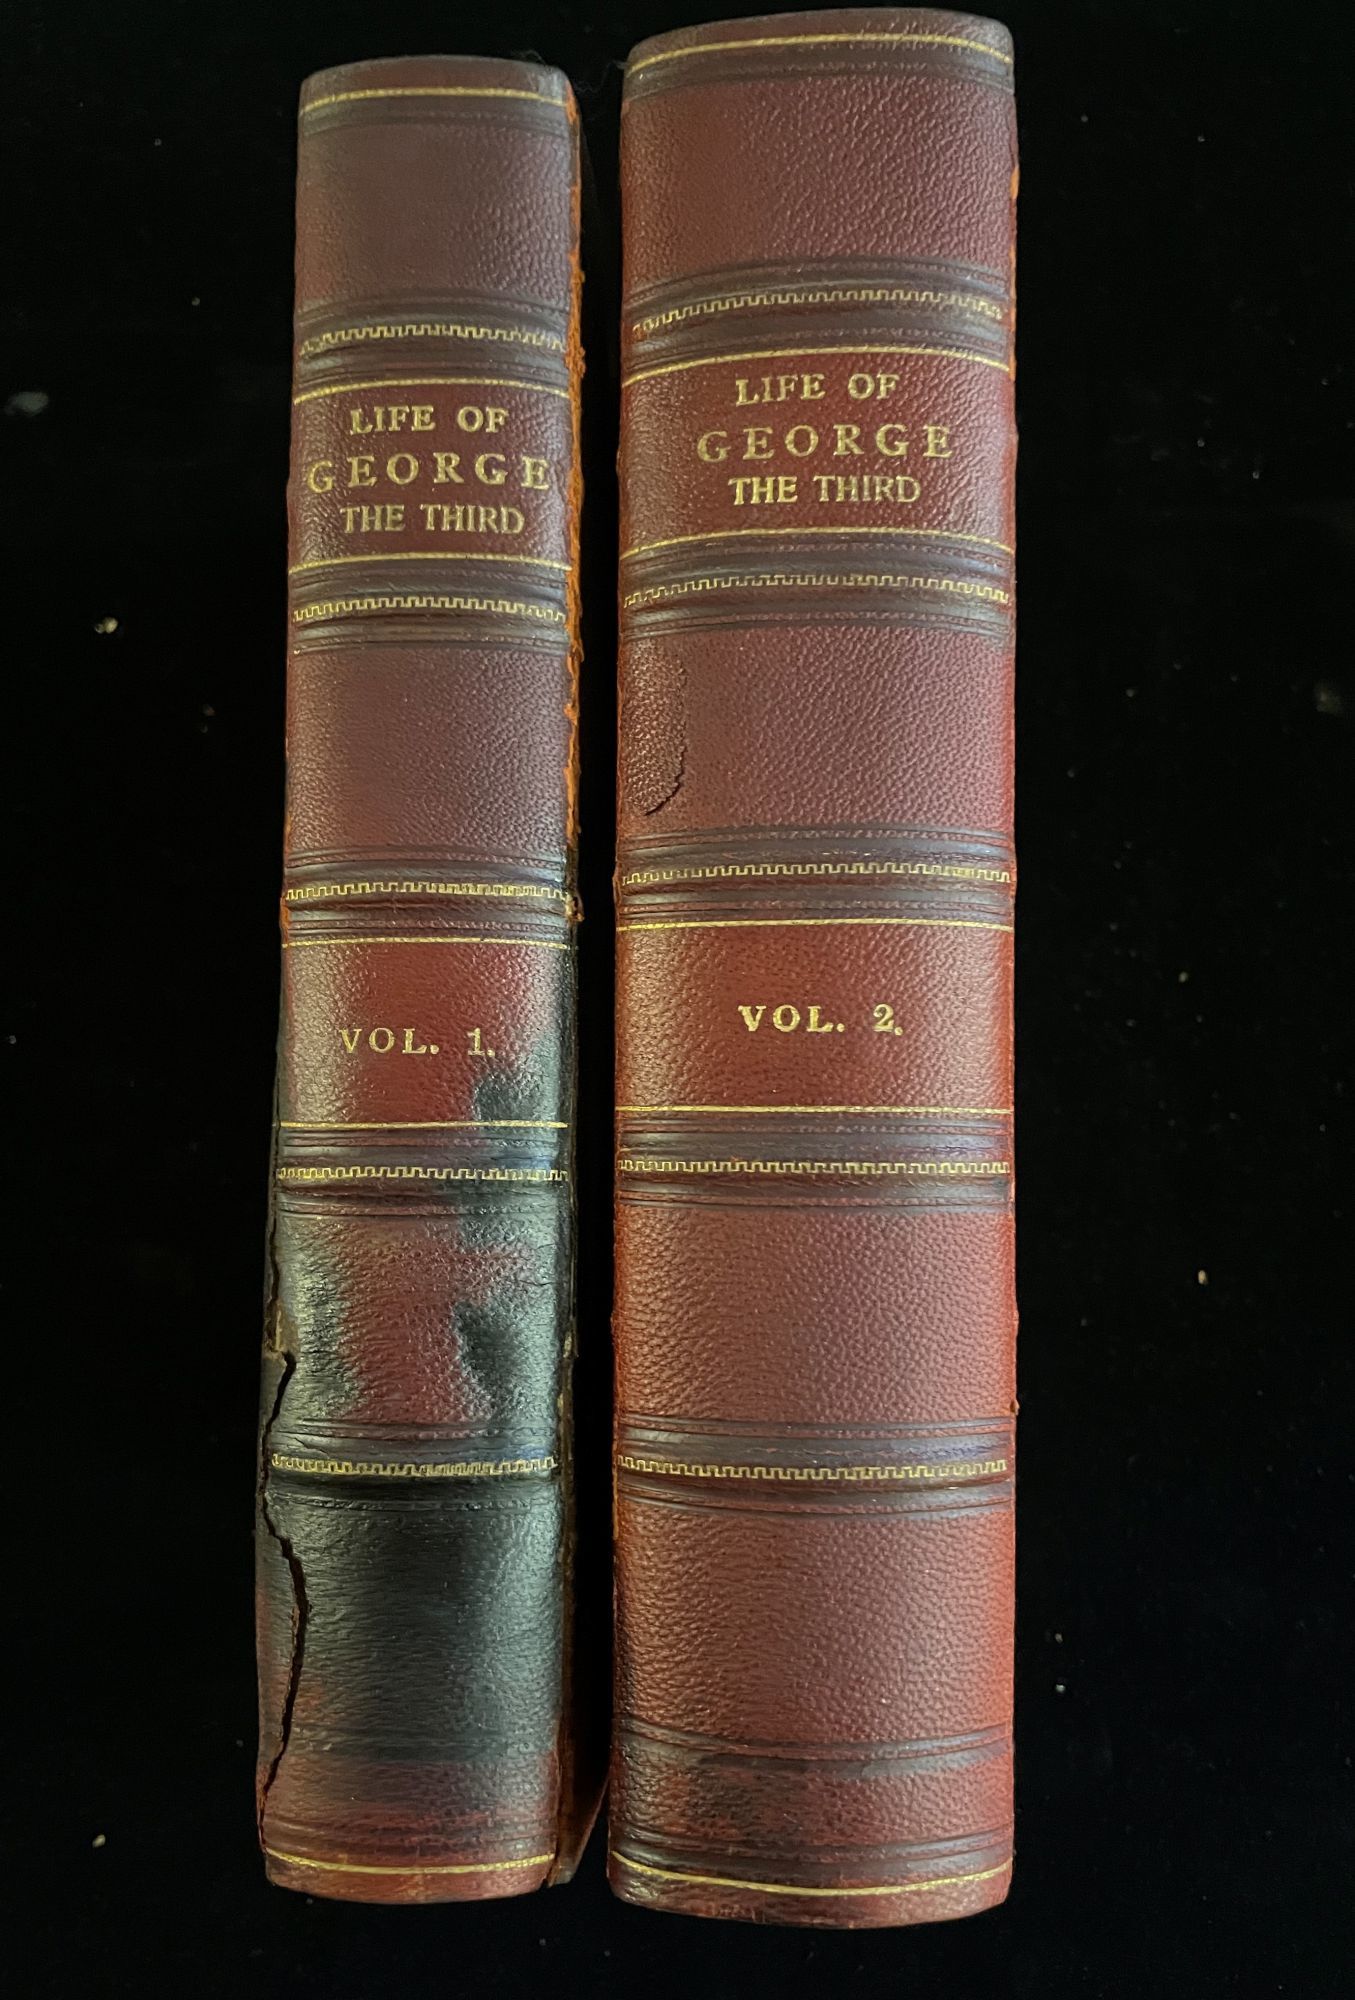 LIFE OF
GEORGE
THE THIRD
VOL. 1.
LIFE OF
GEORGE
THE THIRD
VOL. 2.